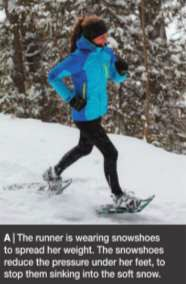 A | The runner is wearing snowshoes
to spread her weight. The snowshoes
reduce the pressure under her feet, to
stop them sinking into the soft snow.